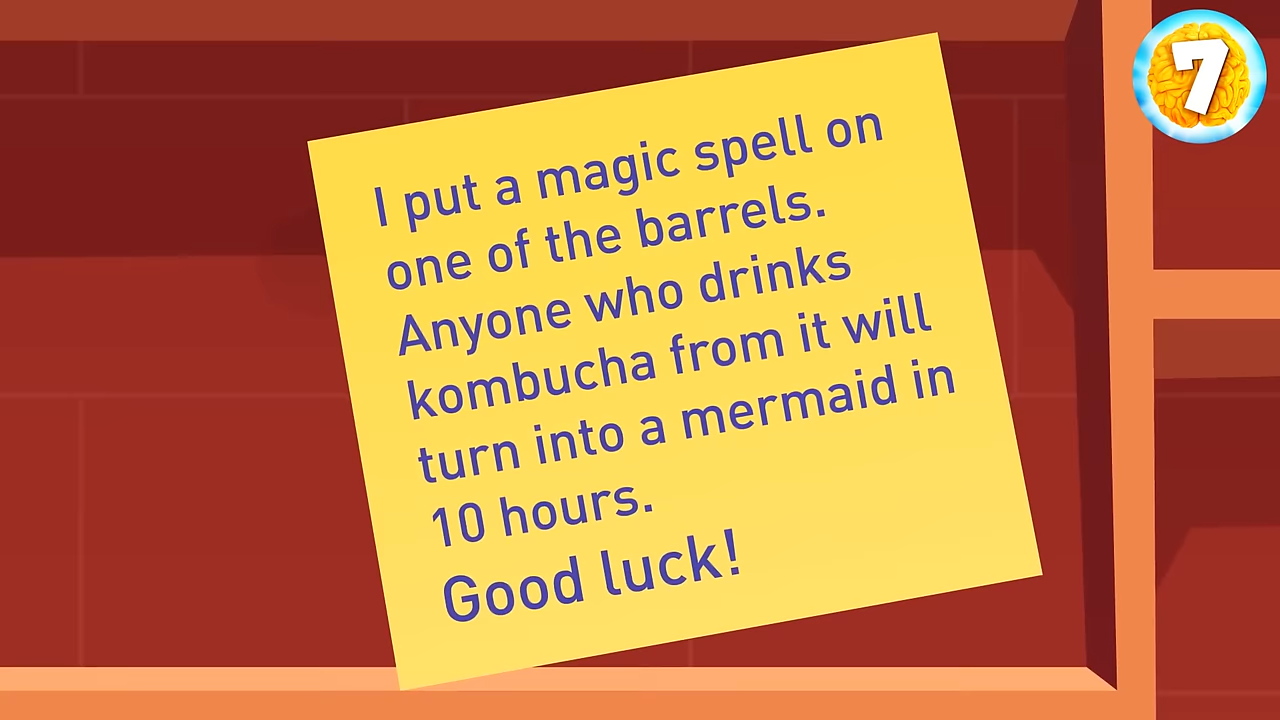 7
I put a magic spell on
one of the barrels.
Anyone who drinks
kombucha from it will
turn into a mermaid in
10 hours.
Good luck!